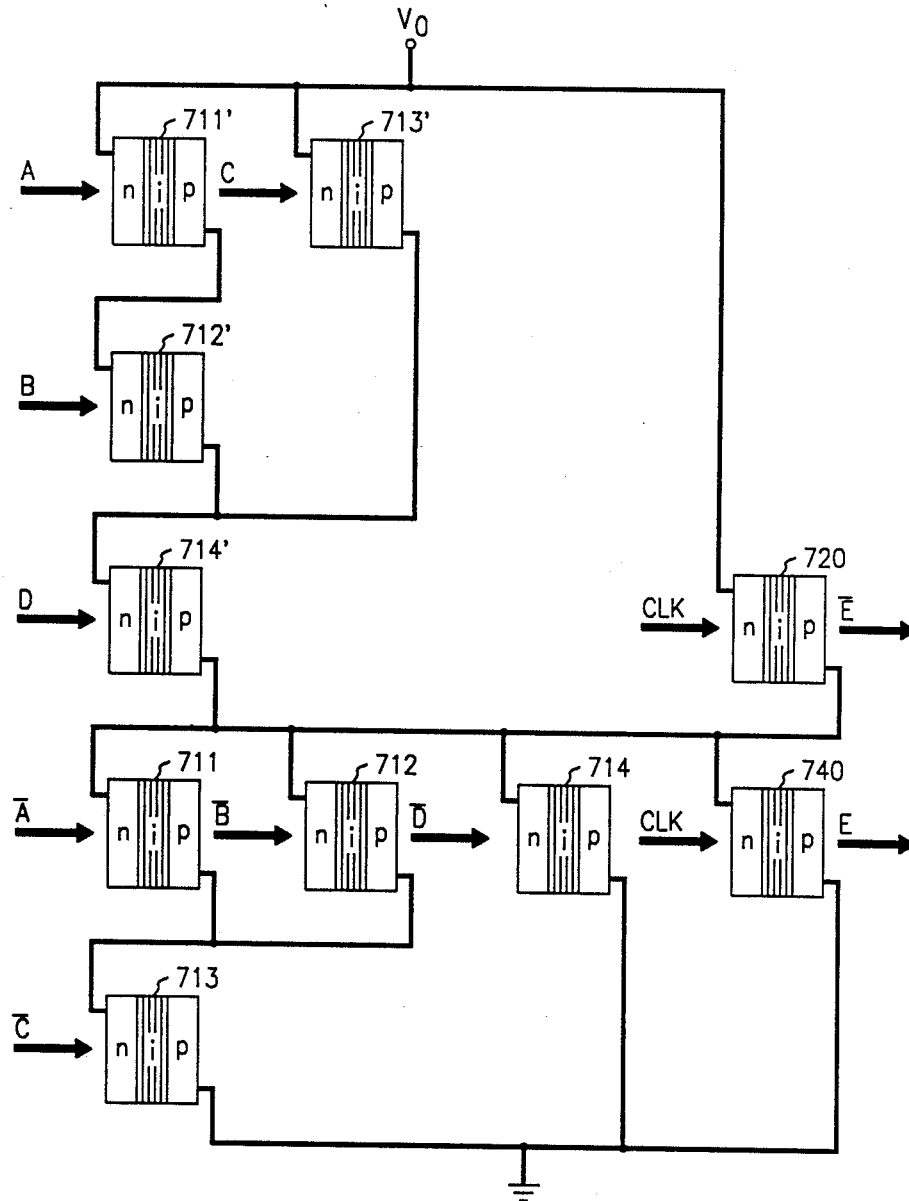 V0
711'
713'
A
n i p
C
n i p
712'
B
n i p
714'
D
n i p
720
CLK
n i p
E̅
711
712
714
740
A̅
n i p
B̅
n i p
D̅
n i p
CLK
n i p
E
713
C̅
n i p